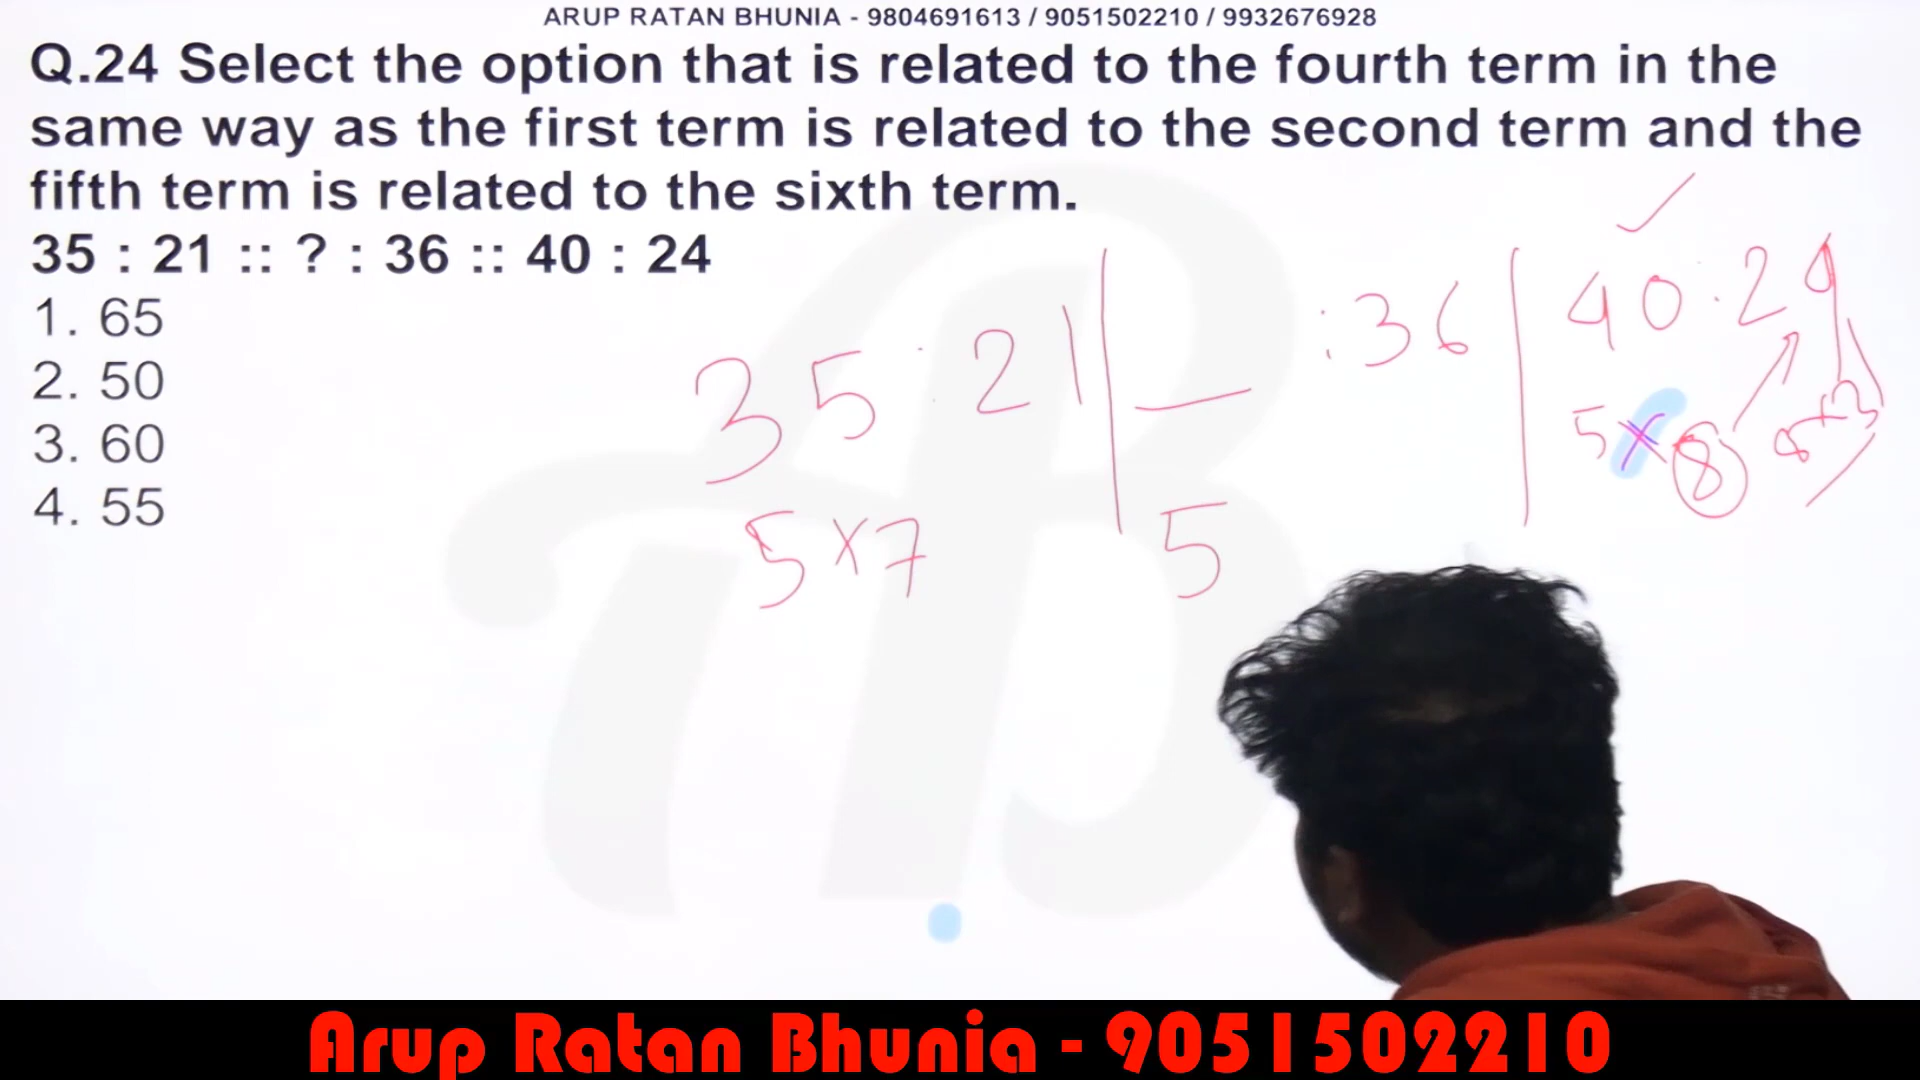 ARUP RATAN BHUNIA - 9804691613 / 9051502210 / 9932676928
Q.24 Select the option that is related to the fourth term in the
same way as the first term is related to the second term and the
fifth term is related to the sixth term.
35 : 21 :: ? : 36 :: 40 : 24
1. 65
2. 50
3. 60
4. 55
35 : 21
: 36
40 : 24
5 x 7
5
5 x 8
8 x 3
Arup Ratan Bhunia - 9051502210